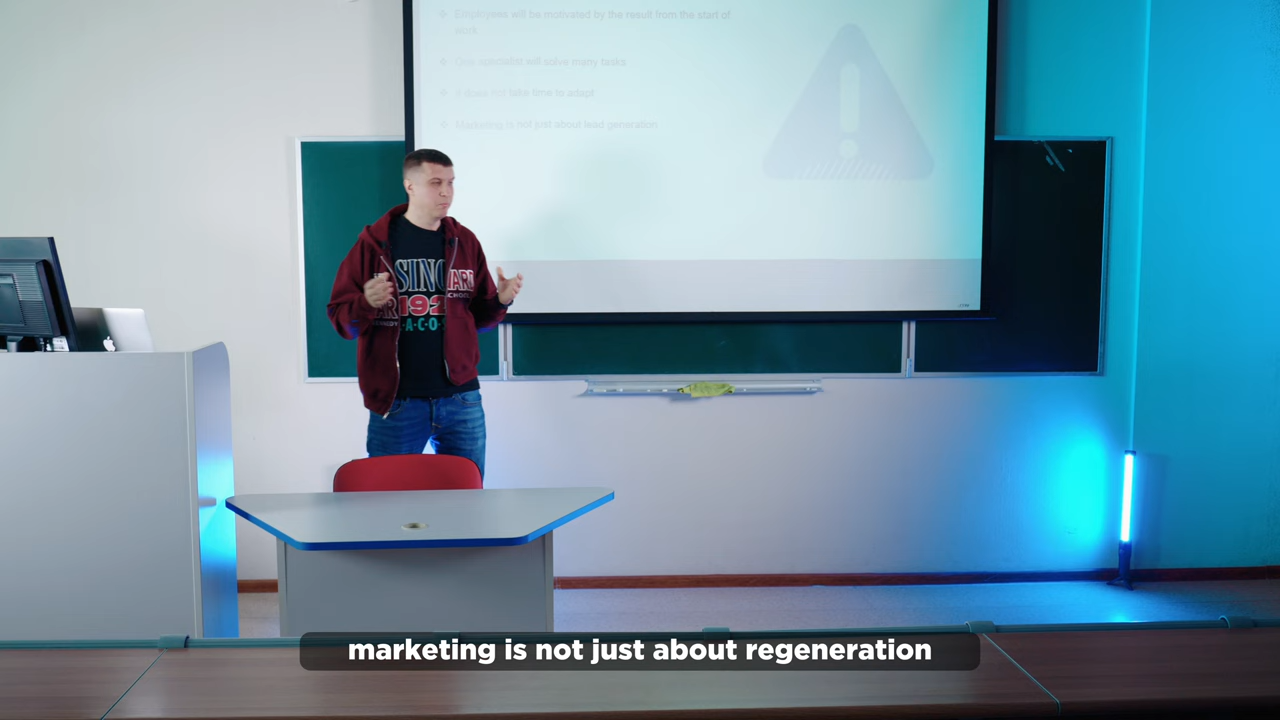 Employees will be motivated by the result from the start of
work
One specialist will solve many tasks
It does not take time to adapt
Marketing is not just about lead generation
SING
1921
marketing is not just about regeneration